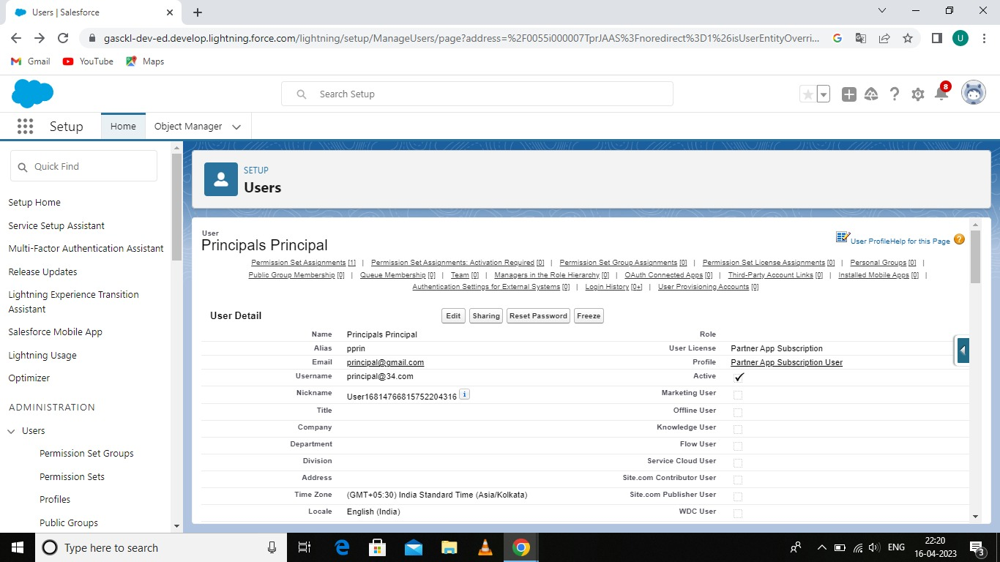 Users | Salesforce
gasckl-dev-ed.develop.lightning.force.com/lightning/setup/ManageUsers/page?address=%2F0055i000007TprJAAS%3Fnoredirect%3D1%26isUserEntityOverri...
U
Gmail YouTube Maps
Search Setup
8
Setup Home Object Manager
Quick Find
Setup Home
Service Setup Assistant
Multi-Factor Authentication Assistant
Release Updates
Lightning Experience Transition
Assistant
Salesforce Mobile App
Lightning Usage
Optimizer
ADMINISTRATION
Users
Permission Set Groups
Permission Sets
Profiles
Public Groups
SETUP
Users
User
Principals Principal
User Profile Help for this Page ?
Permission Set Assignments [1] | Permission Set Assignments: Activation Required [0] | Permission Set Group Assignments [0] | Permission Set License Assignments [0] | Personal Groups [0] |
Public Group Membership [0] | Queue Membership [0] | Team [0] | Managers in the Role Hierarchy [0] | OAuth Connected Apps [0] | Third-Party Account Links [0] | Installed Mobile Apps [0] |
Authentication Settings for External Systems [0] | Login History [0+] | User Provisioning Accounts [0]
User Detail Edit Sharing Reset Password Freeze
Name Principals Principal Role
Alias pprin User License Partner App Subscription
Email principal@gmail.com Profile Partner App Subscription User
Username principal@34.com Active ✓
Nickname User16814766815752204316 i Marketing User
Title Offline User
Company Knowledge User
Department Flow User
Division Service Cloud User
Address Site.com Contributor User
Time Zone (GMT+05:30) India Standard Time (Asia/Kolkata) Site.com Publisher User
Locale English (India) WDC User
Type here to search
ENG
22:20
16-04-2023
3